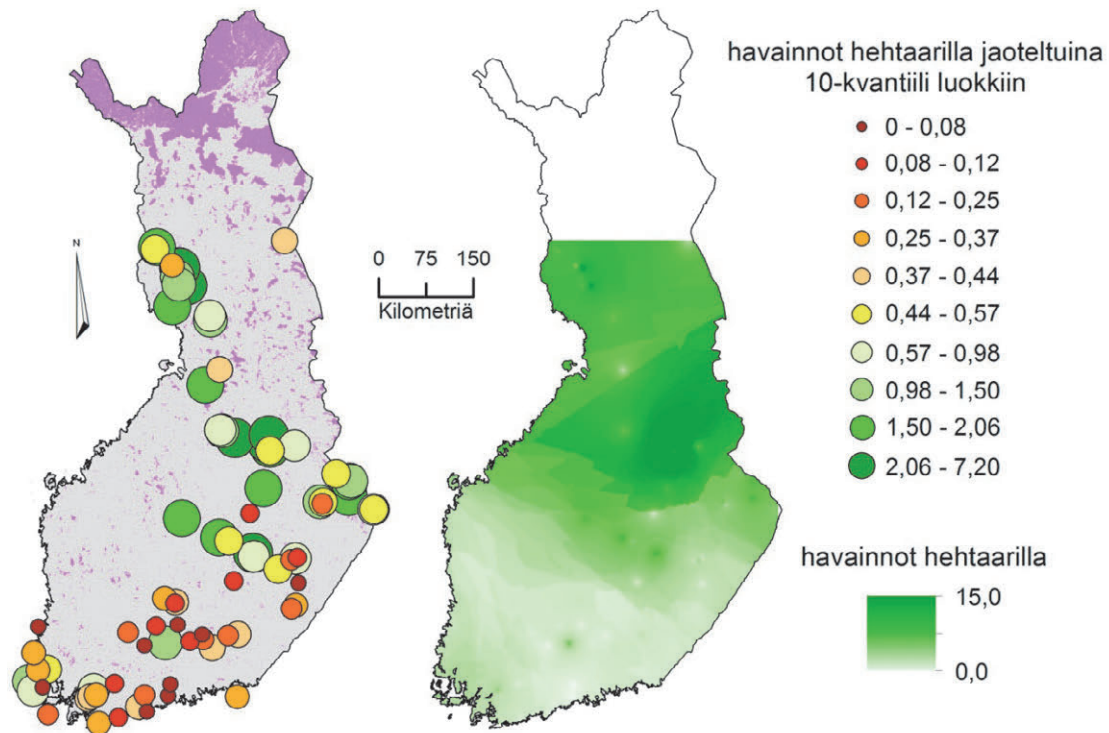 N
0 75 150
Kilometriä
havainnot hehtaarilla jaoteltuina
10-kvantiili luokkiin
0 - 0,08
0,08 - 0,12
0,12 - 0,25
0,25 - 0,37
0,37 - 0,44
0,44 - 0,57
0,57 - 0,98
0,98 - 1,50
1,50 - 2,06
2,06 - 7,20
havainnot hehtaarilla
15,0
0,0